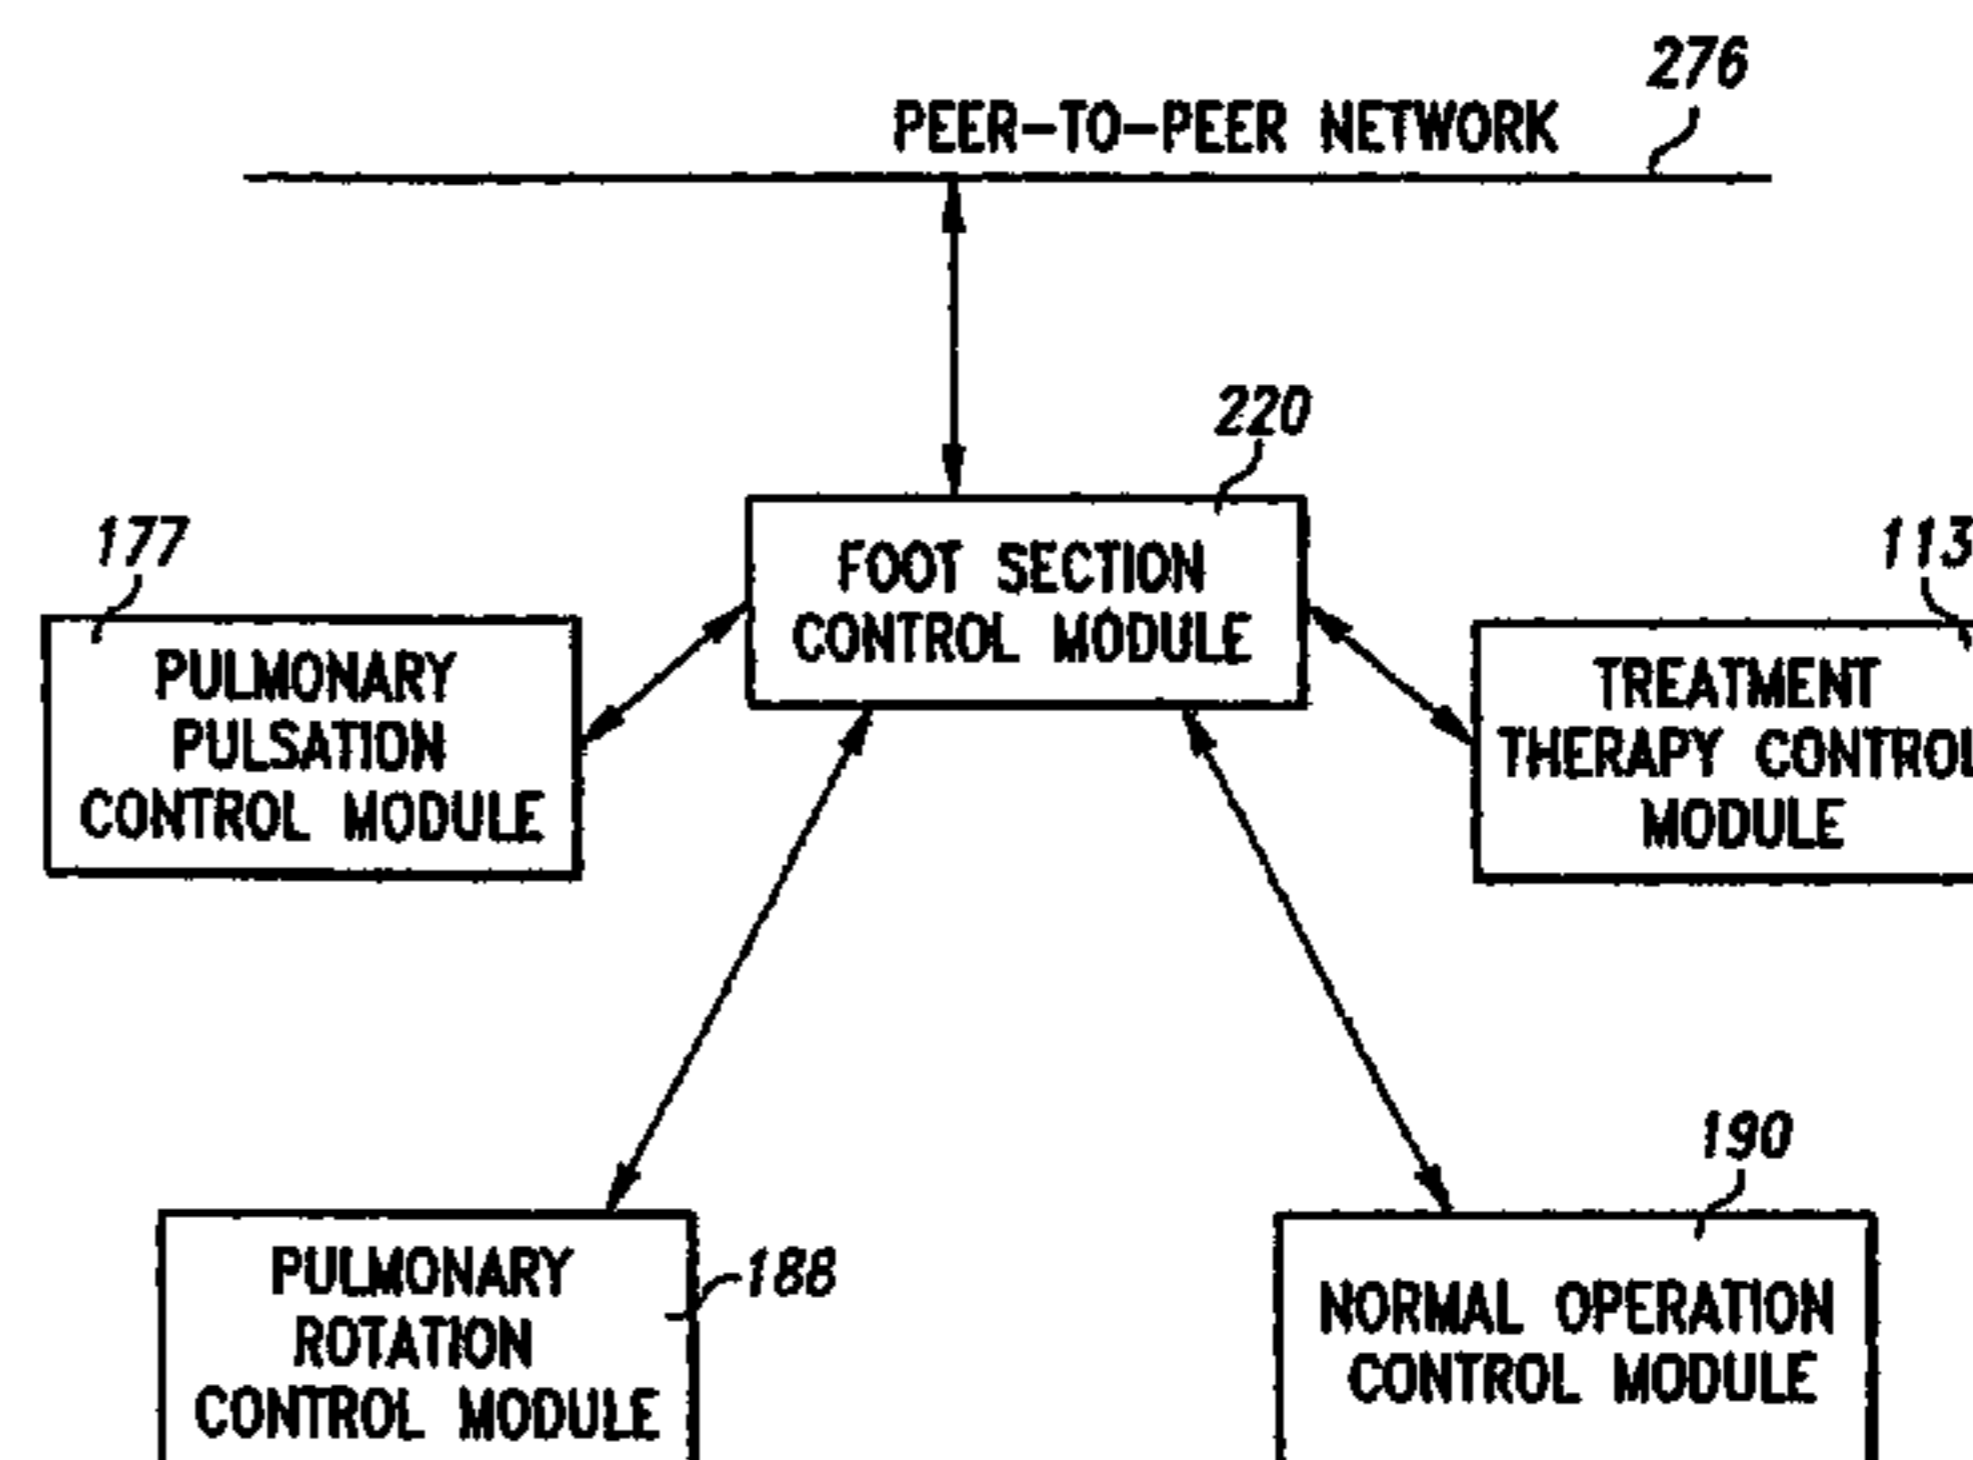 276
PEER-TO-PEER NETWORK
220
FOOT SECTION
CONTROL MODULE
177
PULMONARY
PULSATION
CONTROL MODULE
113
TREATMENT
THERAPY CONTROL
MODULE
188
PULMONARY
ROTATION
CONTROL MODULE
190
NORMAL OPERATION
CONTROL MODULE